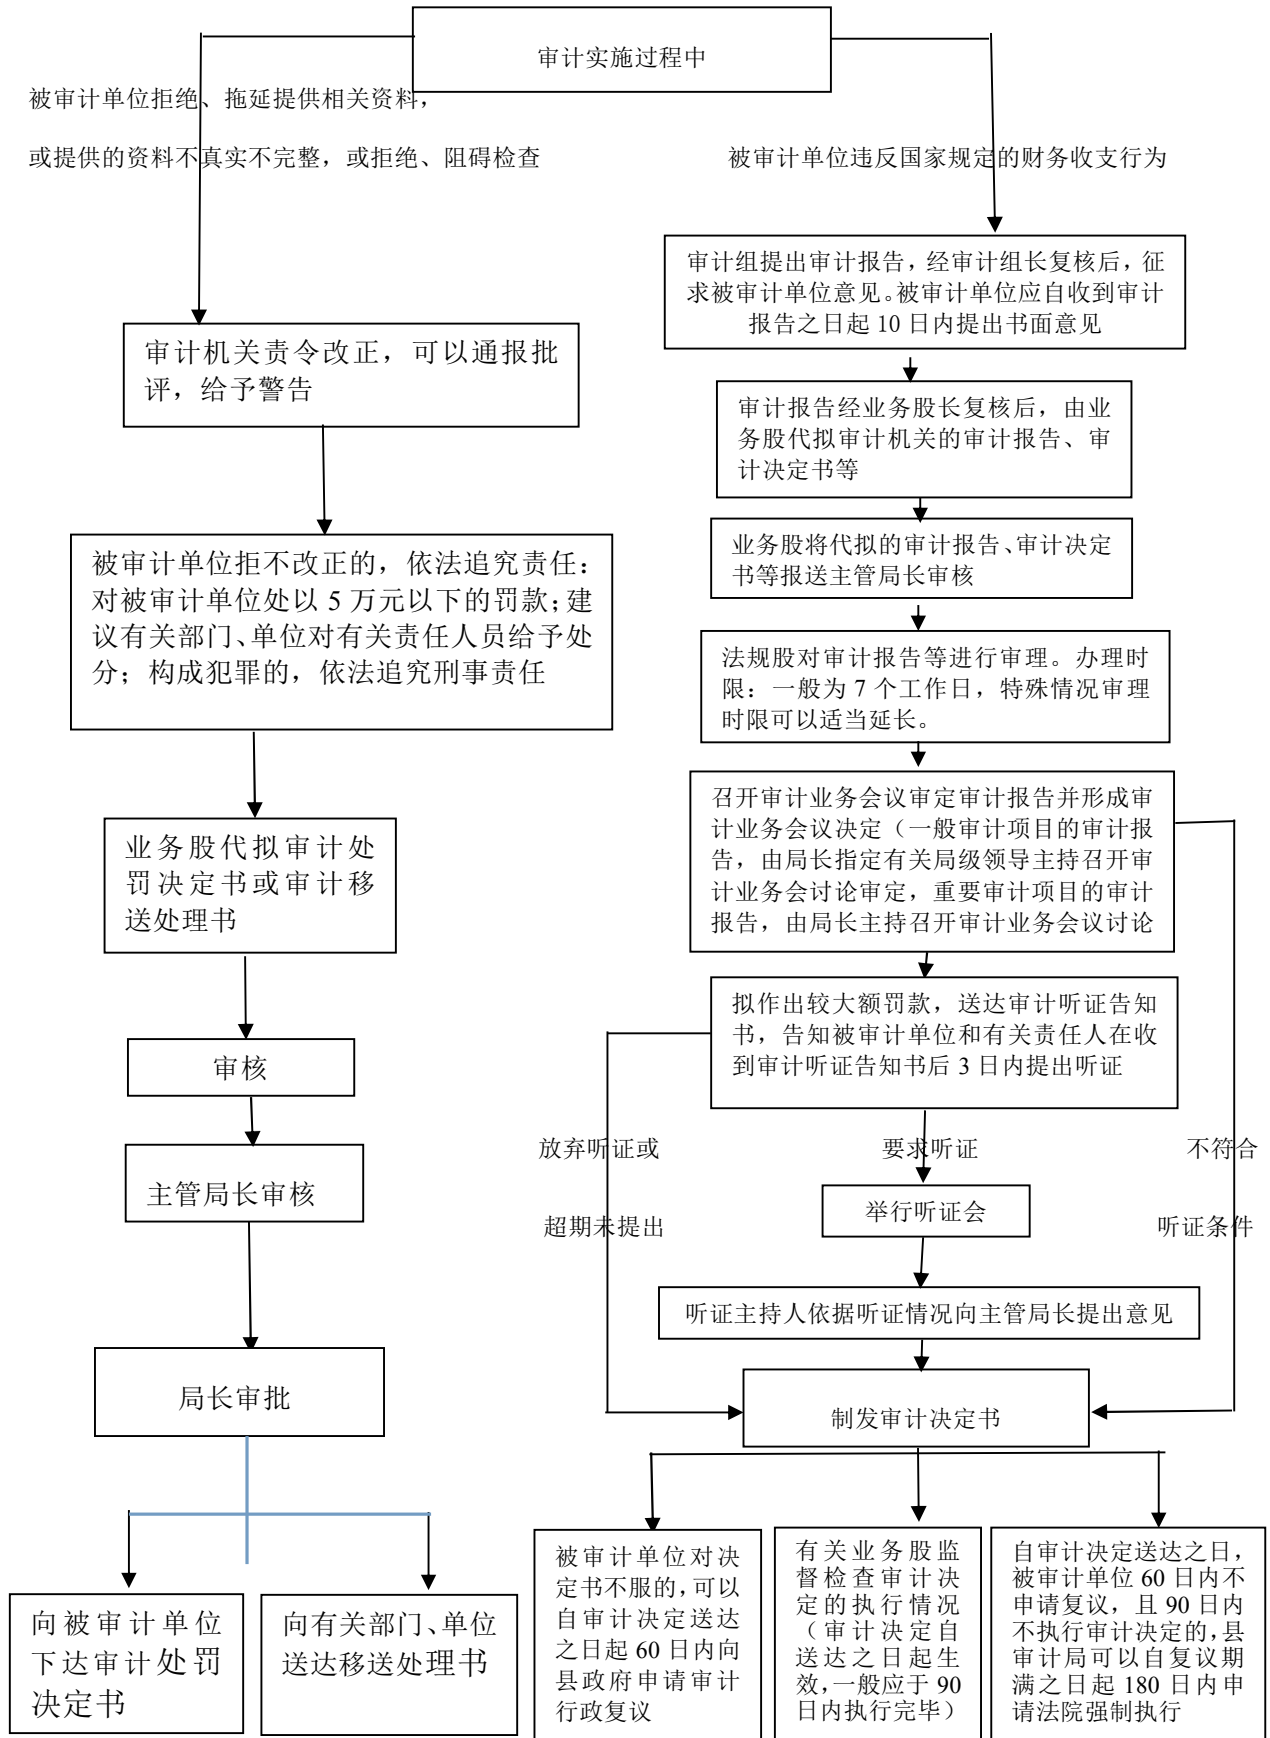 审计实施过程中
被审计单位拒绝、拖延提供相关资料，
或提供的资料不真实不完整，或拒绝、阻碍检查
审计机关责令改正，可以通报批
评，给予警告
被审计单位拒不改正的，依法追究责任：
对被审计单位处以 5 万元以下的罚款；建
议有关部门、单位对有关责任人员给予处
分；构成犯罪的，依法追究刑事责任
业务股代拟审计处
罚决定书或审计移
送处理书
审核
主管局长审核
局长审批
向被审计单位
下达审计处罚
决定书
向有关部门、单位
送达移送处理书
被审计单位违反国家规定的财务收支行为
审计组提出审计报告，经审计组长复核后，征
求被审计单位意见。被审计单位应自收到审计
报告之日起 10 日内提出书面意见
审计报告经业务股长复核后，由业
务股代拟审计机关的审计报告、审
计决定书等
业务股将代拟的审计报告、审计决定
书等报送主管局长审核
法规股对审计报告等进行审理。办理时
限：一般为 7 个工作日，特殊情况审理
时限可以适当延长。
召开审计业务会议审定审计报告并形成审
计业务会议决定（一般审计项目的审计报
告，由局长指定有关局级领导主持召开审
计业务会讨论审定，重要审计项目的审计
报告，由局长主持召开审计业务会议讨论
拟作出较大额罚款，送达审计听证告知
书，告知被审计单位和有关责任人在收
到审计听证告知书后 3 日内提出听证
放弃听证或
超期未提出
要求听证
不符合
听证条件
举行听证会
听证主持人依据听证情况向主管局长提出意见
制发审计决定书
被审计单位对决
定书不服的，可以
自审计决定送达
之日起 60 日内向
县政府申请审计
行政复议
有关业务股监
督检查审计决
定的执行情况
（审计决定自
送达之日起生
效，一般应于 90
日内执行完毕）
自审计决定送达之日，
被审计单位 60 日内不
申请复议，且 90 日内
不执行审计决定的，县
审计局可以自复议期
满之日起 180 日内申
请法院强制执行